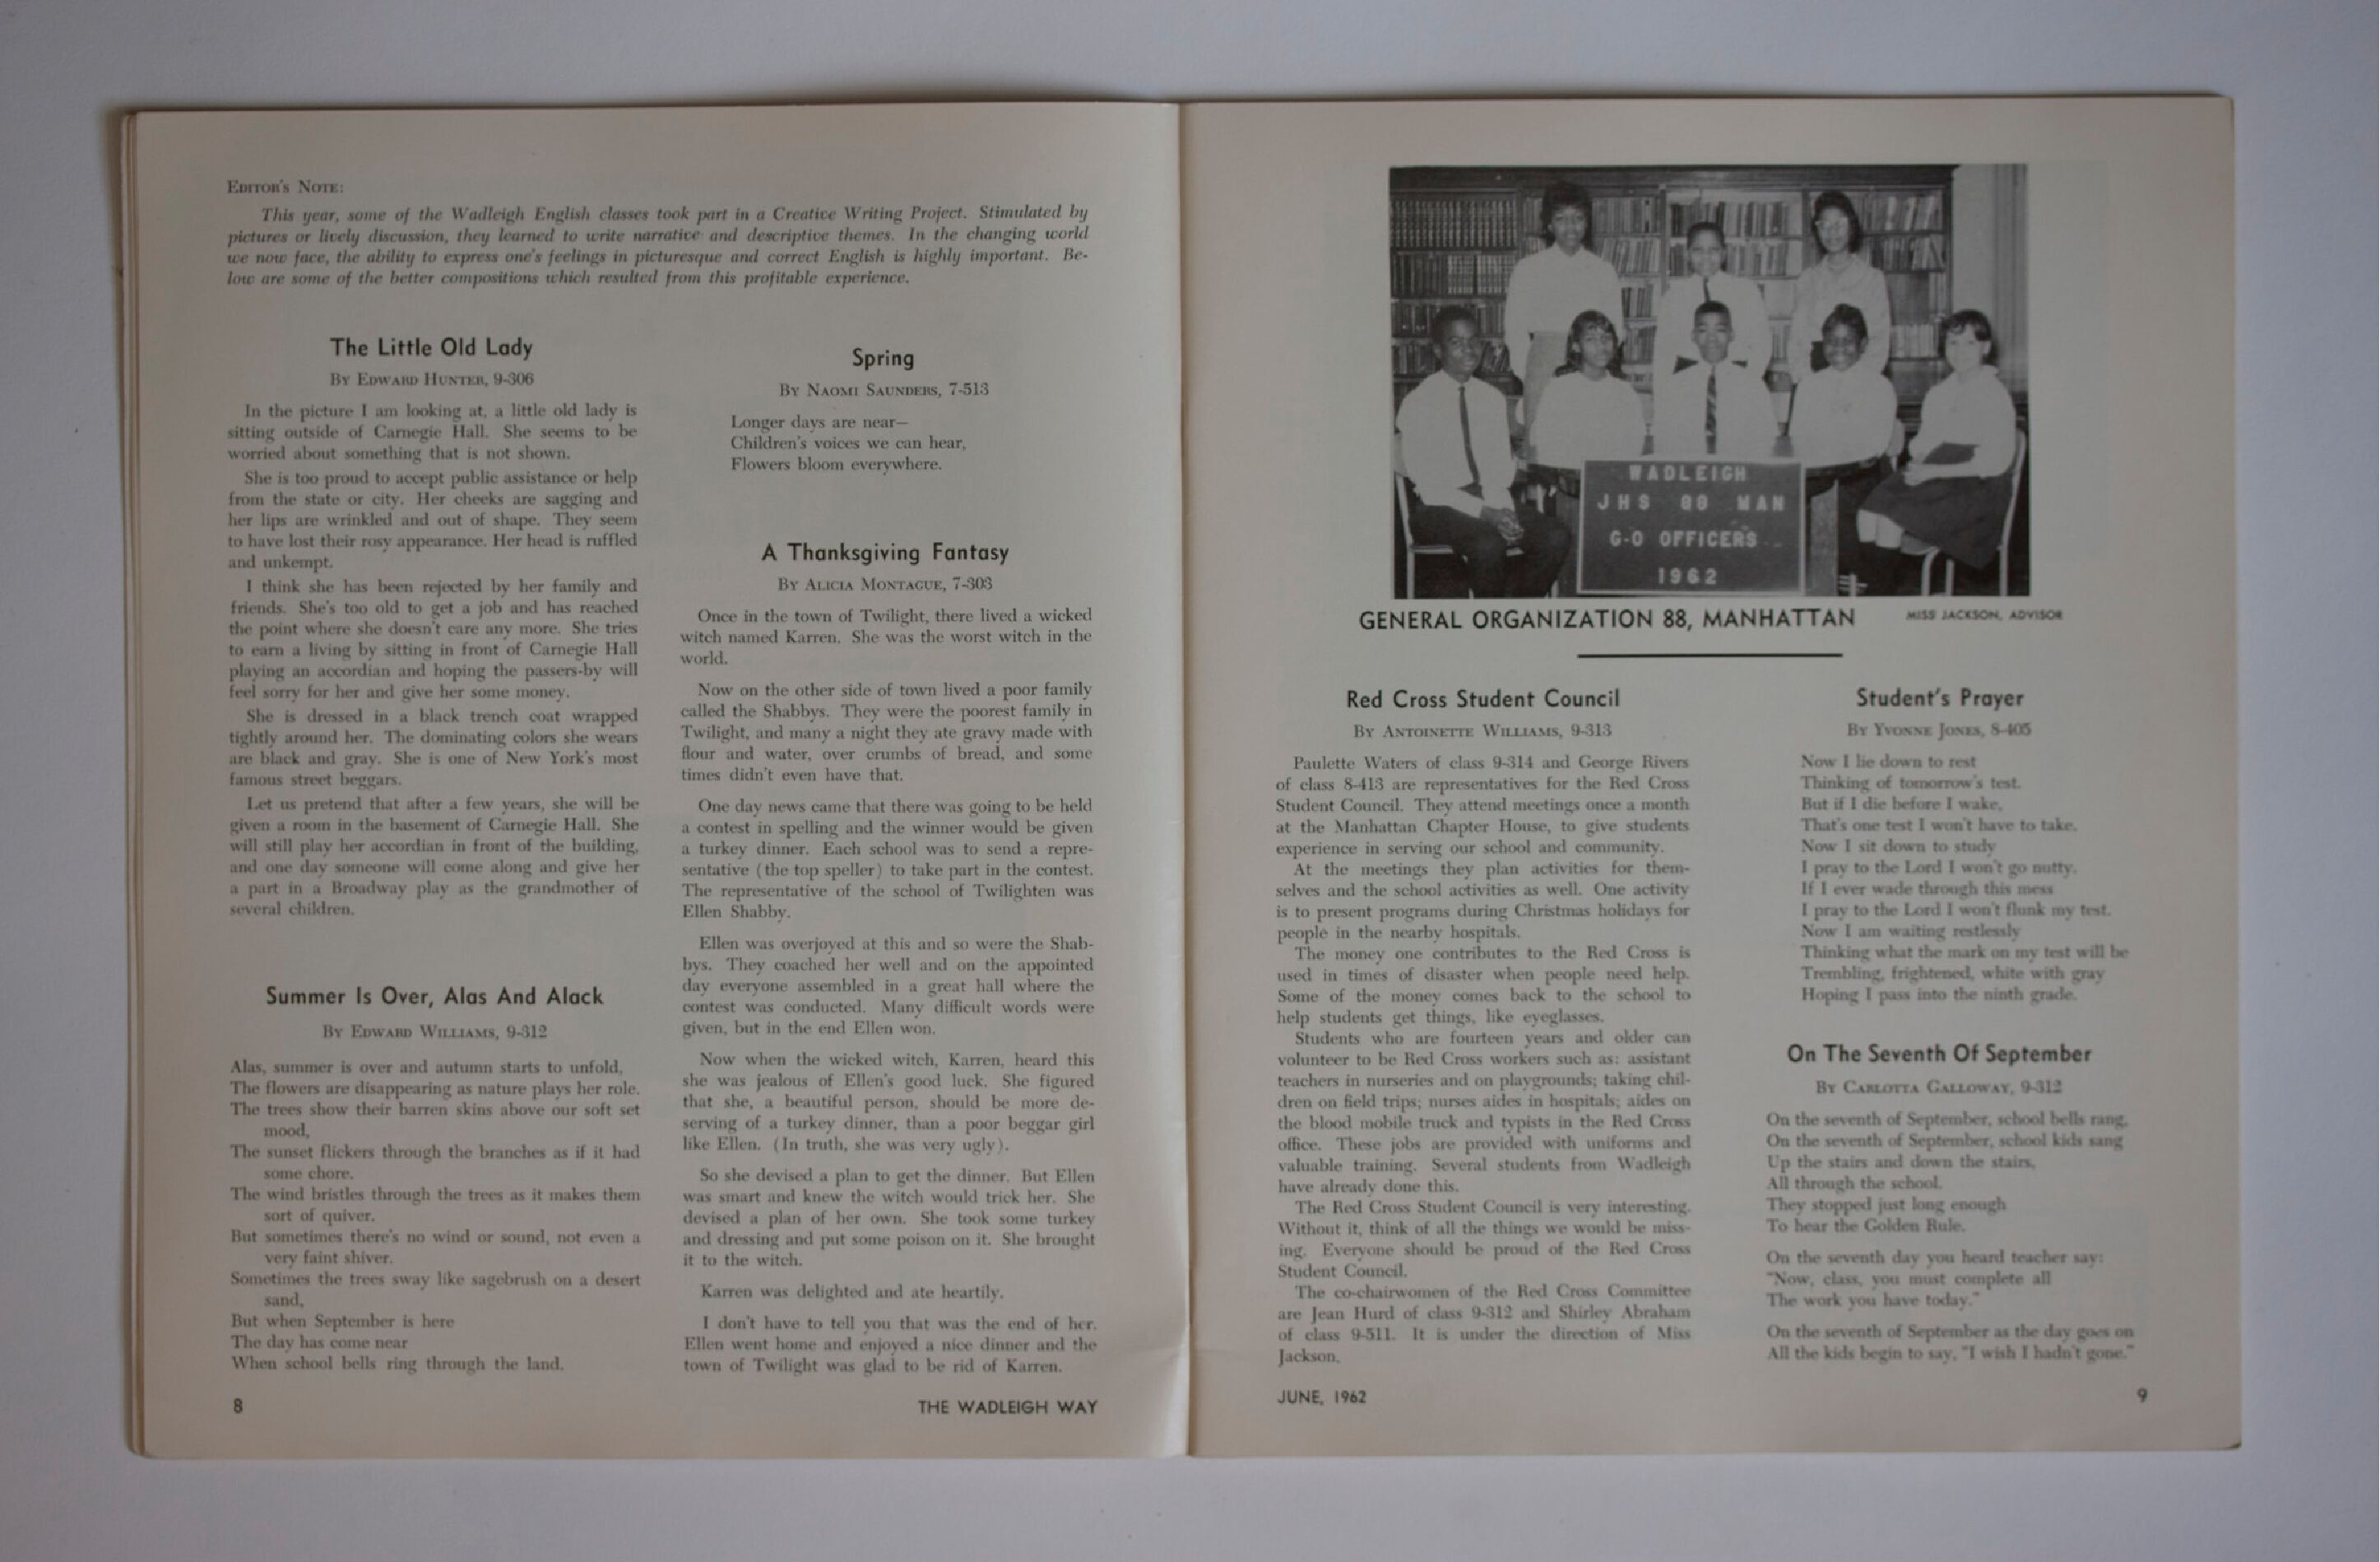 EDITOR'S NOTE:
This year, some of the Wadleigh English classes took part in a Creative Writing Project. Stimulated by
pictures or lively discussion, they learned to write narrative and descriptive themes. In the changing world
we now face, the ability to express one's feelings in picturesque and correct English is highly important. Be-
low are some of the better compositions which resulted from this profitable experience.
The Little Old Lady
BY EDWARD HUNTER, 9-306
In the picture I am looking at, a little old lady is
sitting outside of Carnegie Hall. She seems to be
worried about something that is not shown.
She is too proud to accept public assistance or help
from the state or city. Her cheeks are sagging and
her lips are wrinkled and out of shape. They seem
to have lost their rosy appearance. Her head is ruffled
and unkempt.
I think she has been rejected by her family and
friends. She's too old to get a job and has reached
the point where she doesn't care any more. She tries
to earn a living by sitting in front of Carnegie Hall
playing an accordian and hoping the passers-by will
feel sorry for her and give her some money.
She is dressed in a black trench coat wrapped
tightly around her. The dominating colors she wears
are black and gray. She is one of New York's most
famous street beggars.
Let us pretend that after a few years, she will be
given a room in the basement of Carnegie Hall. She
will still play her accordian in front of the building,
and one day someone will come along and give her
a part in a Broadway play as the grandmother of
several children.
Summer Is Over, Alas And Alack
BY EDWARD WILLIAMS, 9-312
Alas, summer is over and autumn starts to unfold,
The flowers are disappearing as nature plays her role.
The trees show their barren skins above our soft set
mood,
The sunset flickers through the branches as if it had
some chore.
The wind bristles through the trees as it makes them
sort of quiver.
But sometimes there's no wind or sound, not even a
very faint shiver.
Sometimes the trees sway like sagebrush on a desert
sand,
But when September is here
The day has come near
When school bells ring through the land.
8
Spring
BY NAOMI SAUNDERS, 7-513
Longer days are near—
Children's voices we can hear,
Flowers bloom everywhere.
A Thanksgiving Fantasy
BY ALICIA MONTAGUE, 7-303
Once in the town of Twilight, there lived a wicked
witch named Karren. She was the worst witch in the
world.
Now on the other side of town lived a poor family
called the Shabbys. They were the poorest family in
Twilight, and many a night they ate gravy made with
flour and water, over crumbs of bread, and some
times didn't even have that.
One day news came that there was going to be held
a contest in spelling and the winner would be given
a turkey dinner. Each school was to send a repre-
sentative (the top speller) to take part in the contest.
The representative of the school of Twilighten was
Ellen Shabby.
Ellen was overjoyed at this and so were the Shab-
bys. They coached her well and on the appointed
day everyone assembled in a great hall where the
contest was conducted. Many difficult words were
given, but in the end Ellen won.
Now when the wicked witch, Karren, heard this
she was jealous of Ellen's good luck. She figured
that she, a beautiful person, should be more de-
serving of a turkey dinner, than a poor beggar girl
like Ellen. (In truth, she was very ugly).
So she devised a plan to get the dinner. But Ellen
was smart and knew the witch would trick her. She
devised a plan of her own. She took some turkey
and dressing and put some poison on it. She brought
it to the witch.
Karren was delighted and ate heartily.
I don't have to tell you that was the end of her.
Ellen went home and enjoyed a nice dinner and the
town of Twilight was glad to be rid of Karren.
THE WADLEIGH WAY
WADLEIGH
JHS 88 MAN
G-O OFFICERS
1962
GENERAL ORGANIZATION 88, MANHATTAN MISS JACKSON, ADVISOR
Red Cross Student Council
BY ANTOINETTE WILLIAMS, 9-313
Paulette Waters of class 9-314 and George Rivers
of class 8-413 are representatives for the Red Cross
Student Council. They attend meetings once a month
at the Manhattan Chapter House, to give students
experience in serving our school and community.
At the meetings they plan activities for them-
selves and the school activities as well. One activity
is to present programs during Christmas holidays for
people in the nearby hospitals.
The money one contributes to the Red Cross is
used in times of disaster when people need help.
Some of the money comes back to the school to
help students get things, like eyeglasses.
Students who are fourteen years and older can
volunteer to be Red Cross workers such as: assistant
teachers in nurseries and on playgrounds; taking chil-
dren on field trips; nurses aides in hospitals; aides on
the blood mobile truck and typists in the Red Cross
office. These jobs are provided with uniforms and
valuable training. Several students from Wadleigh
have already done this.
The Red Cross Student Council is very interesting.
Without it, think of all the things we would be miss-
ing. Everyone should be proud of the Red Cross
Student Council.
The co-chairwomen of the Red Cross Committee
are Jean Hurd of class 9-312 and Shirley Abraham
of class 9-511. It is under the direction of Miss
Jackson.
JUNE, 1962
Student's Prayer
BY YVONNE JONES, 8-405
Now I lie down to rest
Thinking of tomorrow's test.
But if I die before I wake,
That's one test I won't have to take.
Now I sit down to study
I pray to the Lord I won't go nutty.
If I ever wade through this mess
I pray to the Lord I won't flunk my test.
Now I am waiting restlessly
Thinking what the mark on my test will be
Trembling, frightened, white with gray
Hoping I pass into the ninth grade.
On The Seventh Of September
BY CARLOTTA GALLOWAY, 9-312
On the seventh of September, school bells rang,
On the seventh of September, school kids sang
Up the stairs and down the stairs,
All through the school.
They stopped just long enough
To hear the Golden Rule.
On the seventh day you heard teacher say:
"Now, class, you must complete all
The work you have today."
On the seventh of September as the day goes on
All the kids begin to say, "I wish I hadn't gone."
9